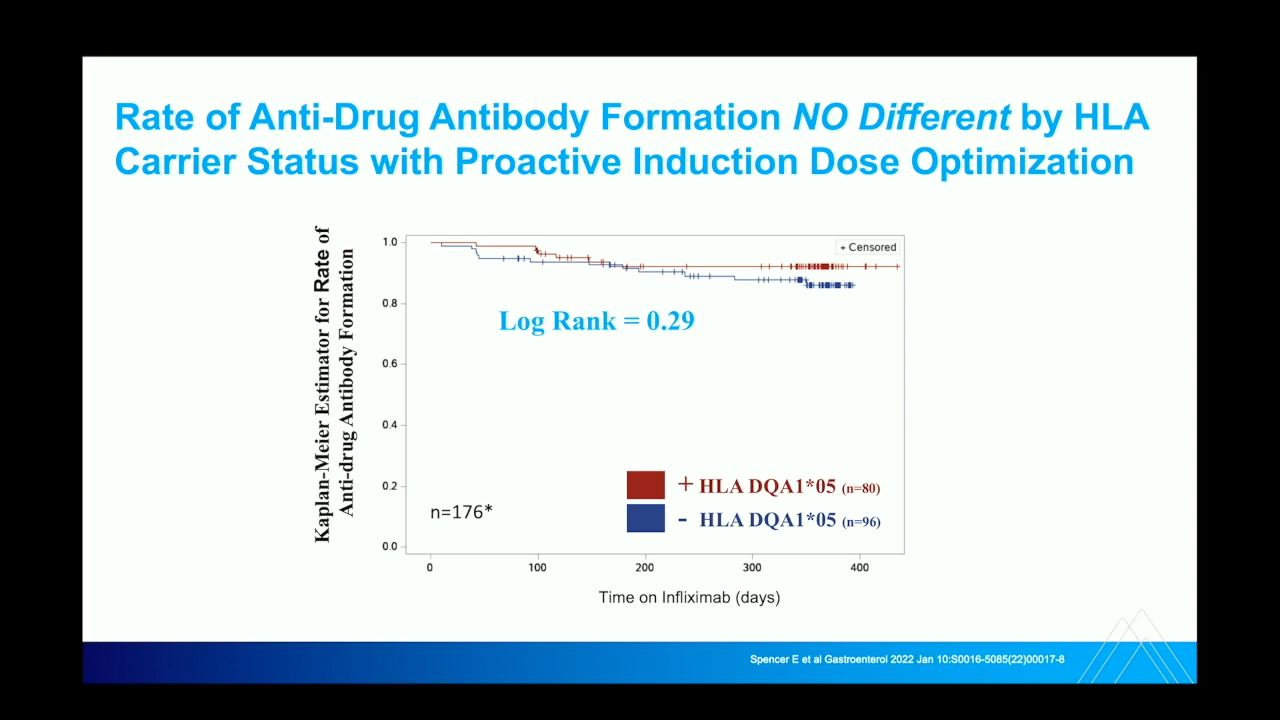 Rate of Anti-Drug Antibody Formation NO Different by HLA
Carrier Status with Proactive Induction Dose Optimization
Kaplan-Meier Estimator for Rate of
Anti-drug Antibody Formation
1.0
0.8
0.6
0.4
0.2
0.0
+ Censored
Log Rank = 0.29
+ HLA DQA1*05 (n=80)
- HLA DQA1*05 (n=96)
n=176*
0 100 200 300 400
Time on Infliximab (days)
Spencer E et al Gastroenterol 2022 Jan 10:S0016-5085(22)00017-8